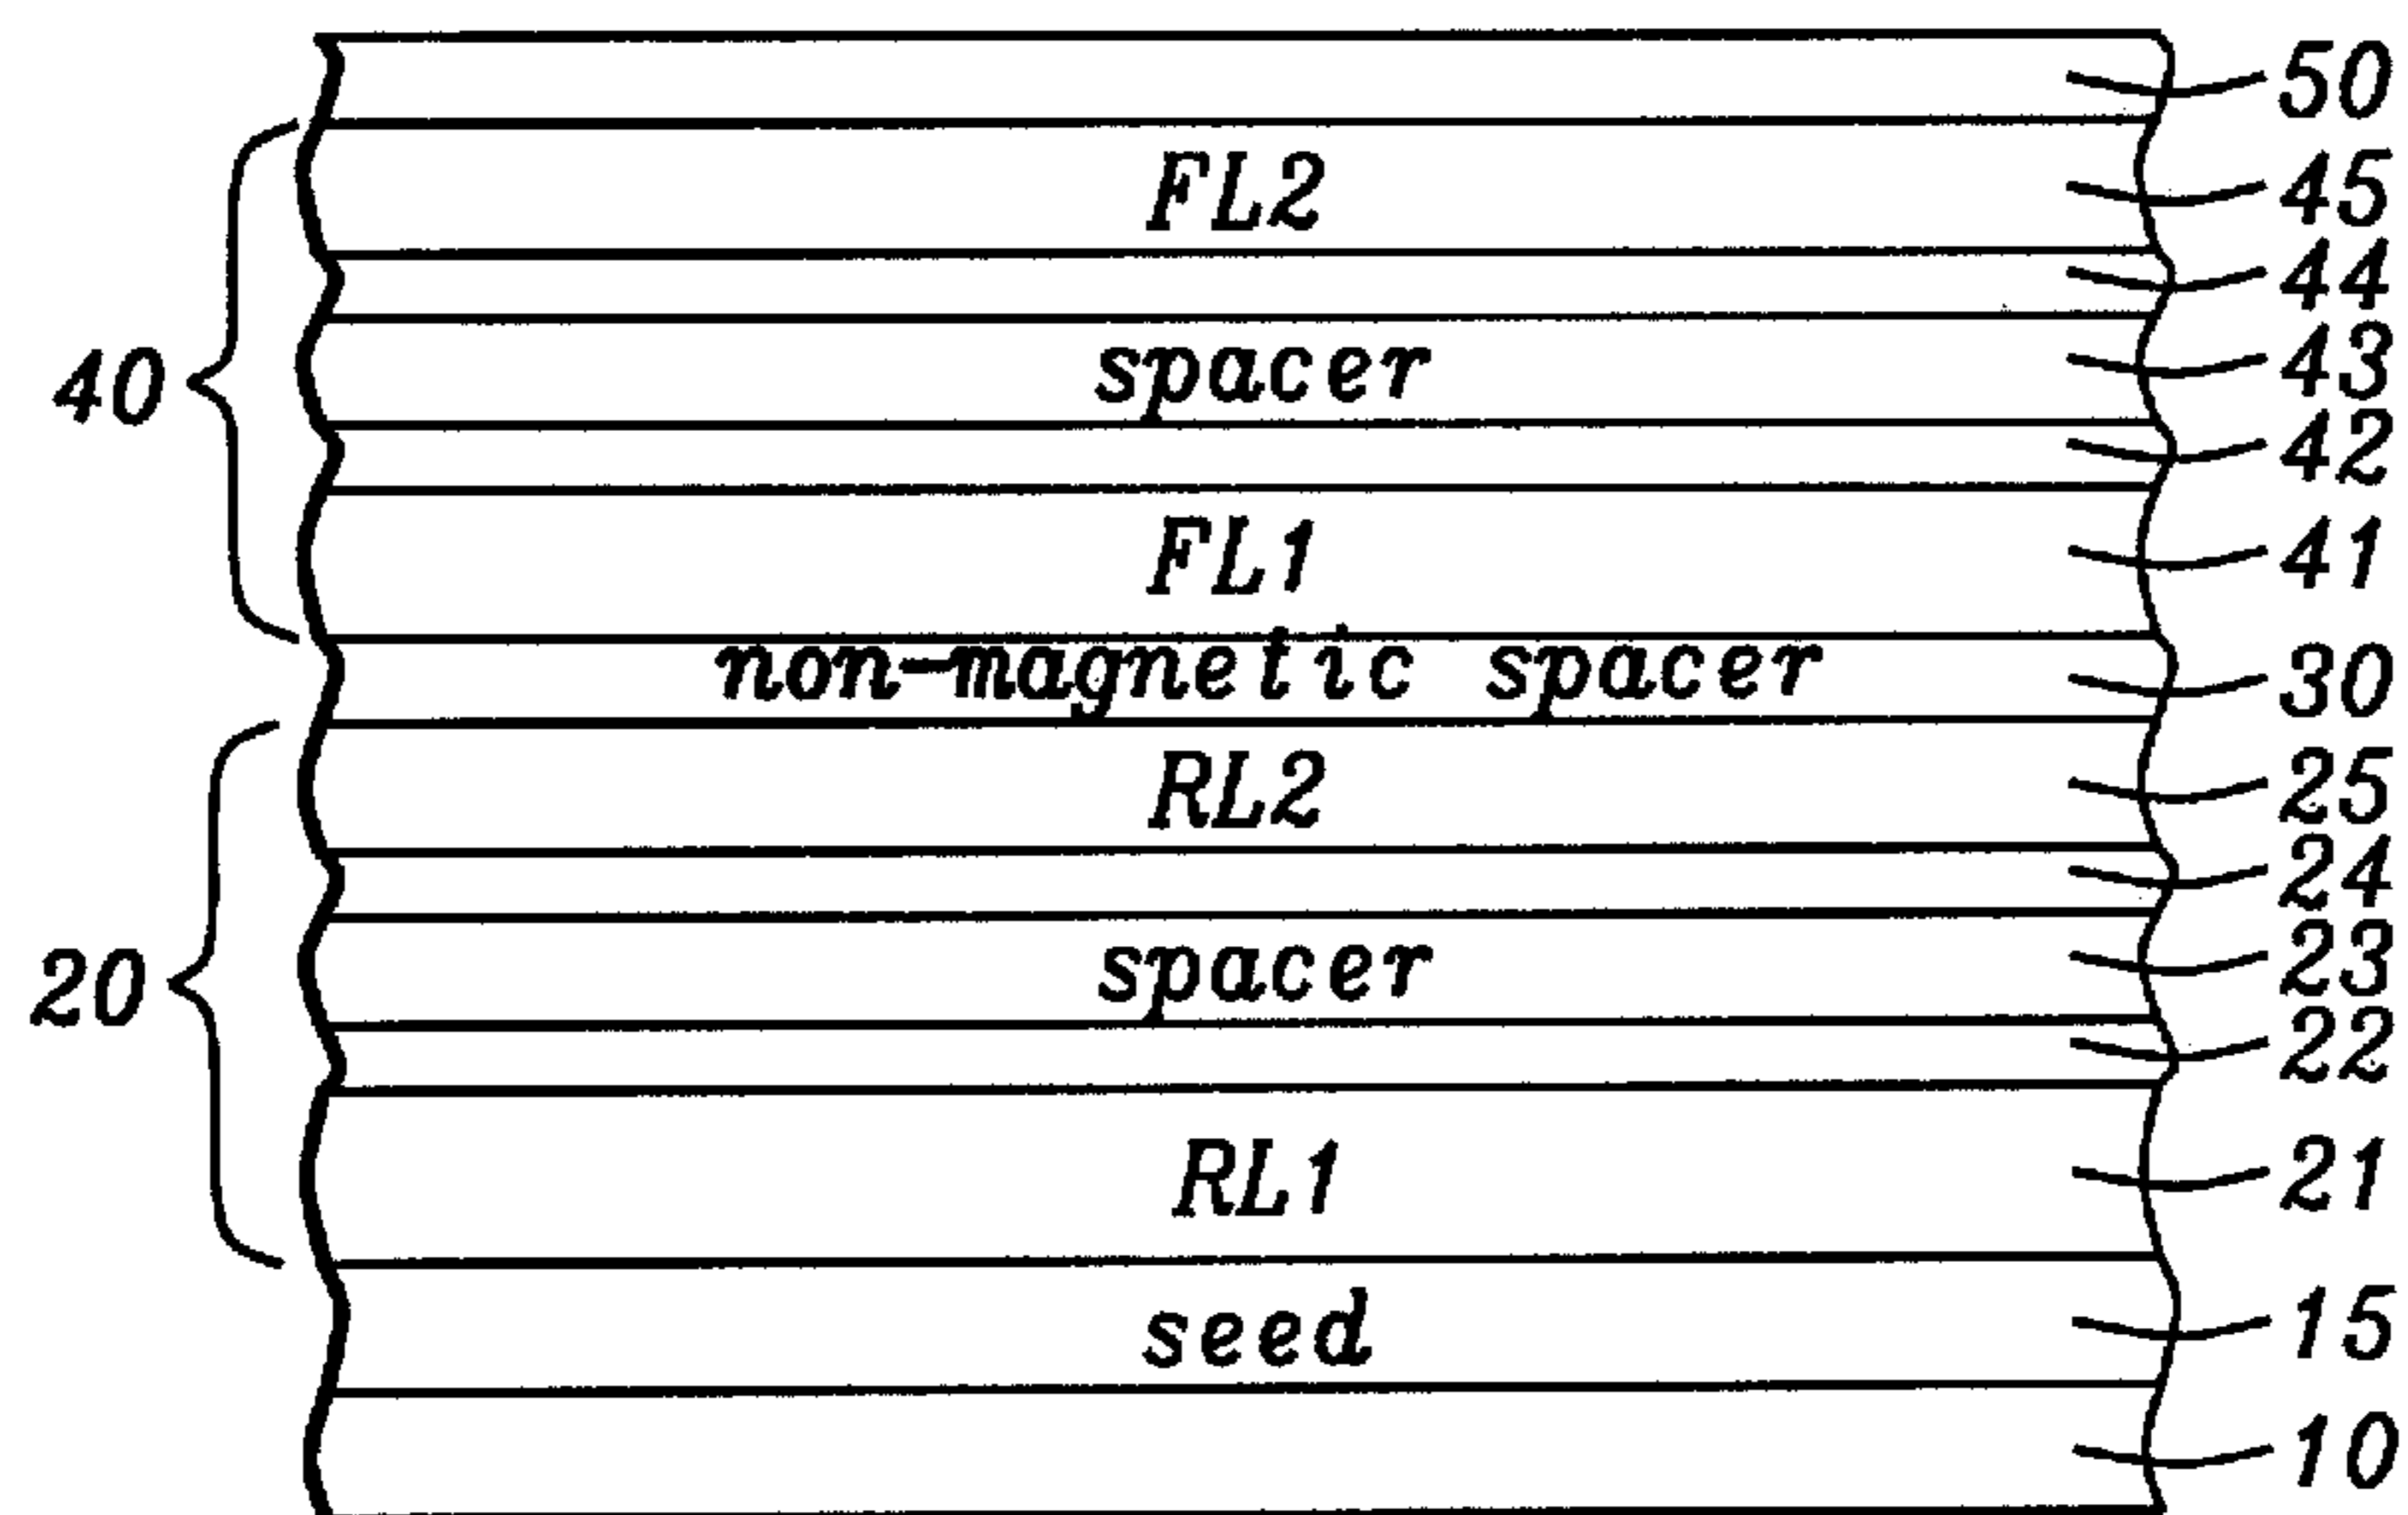 50
FL2 45
44
40 spacer 43
42
FL1 41
non-magnetic spacer 30
RL2 25
24
20 spacer 23
22
RL1 21
seed 15
10